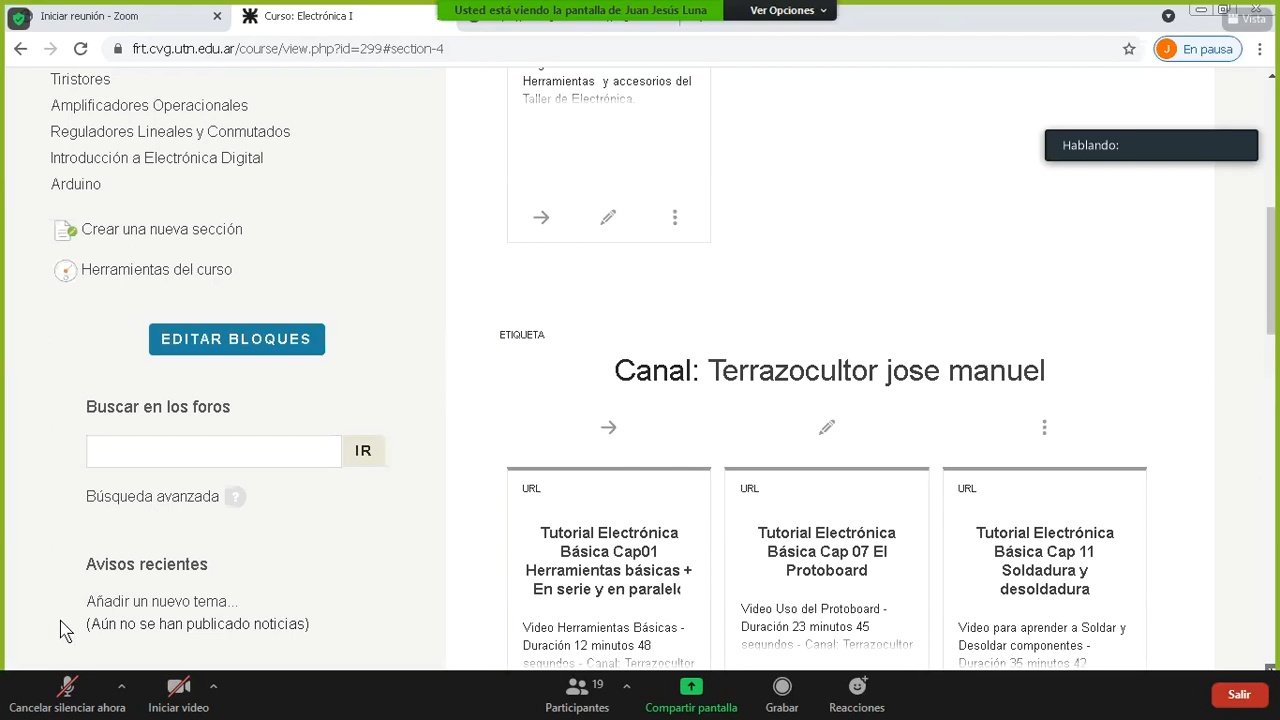 Usted está viendo la pantalla de Juan Jesús Luna
Ver Opciones
Iniciar reunión - Zoom
Curso: Electrónica I
Vista
frt.cvg.utn.edu.ar/course/view.php?id=299#section-4
J
En pausa
Tiristores
Amplificadores Operacionales
Reguladores Lineales y Conmutados
Introducción a Electrónica Digital
Arduino
Crear una nueva sección
Herramientas del curso
EDITAR BLOQUES
Buscar en los foros
IR
Búsqueda avanzada ?
Avisos recientes
Añadir un nuevo tema...
(Aún no se han publicado noticias)
Herramientas y accesorios del
Taller de Electrónica.
Hablando:
ETIQUETA
Canal: Terrazocultor jose manuel
URL
Tutorial Electrónica
Básica Cap01
Herramientas básicas +
En serie y en paralelo
Video Herramientas Básicas -
Duración 12 minutos 48
segundos - Canal: Terrazocultor
URL
Tutorial Electrónica
Básica Cap 07 El
Protoboard
Video Uso del Protoboard -
Duración 23 minutos 45
segundos - Canal: Terrazocultor
URL
Tutorial Electrónica
Básica Cap 11
Soldadura y
desoldadura
Video para aprender a Soldar y
Desoldar componentes -
Duración 35 minutos 42
Cancelar silenciar ahora
Iniciar video
19
Participantes
Compartir pantalla
Grabar
Reacciones
Salir